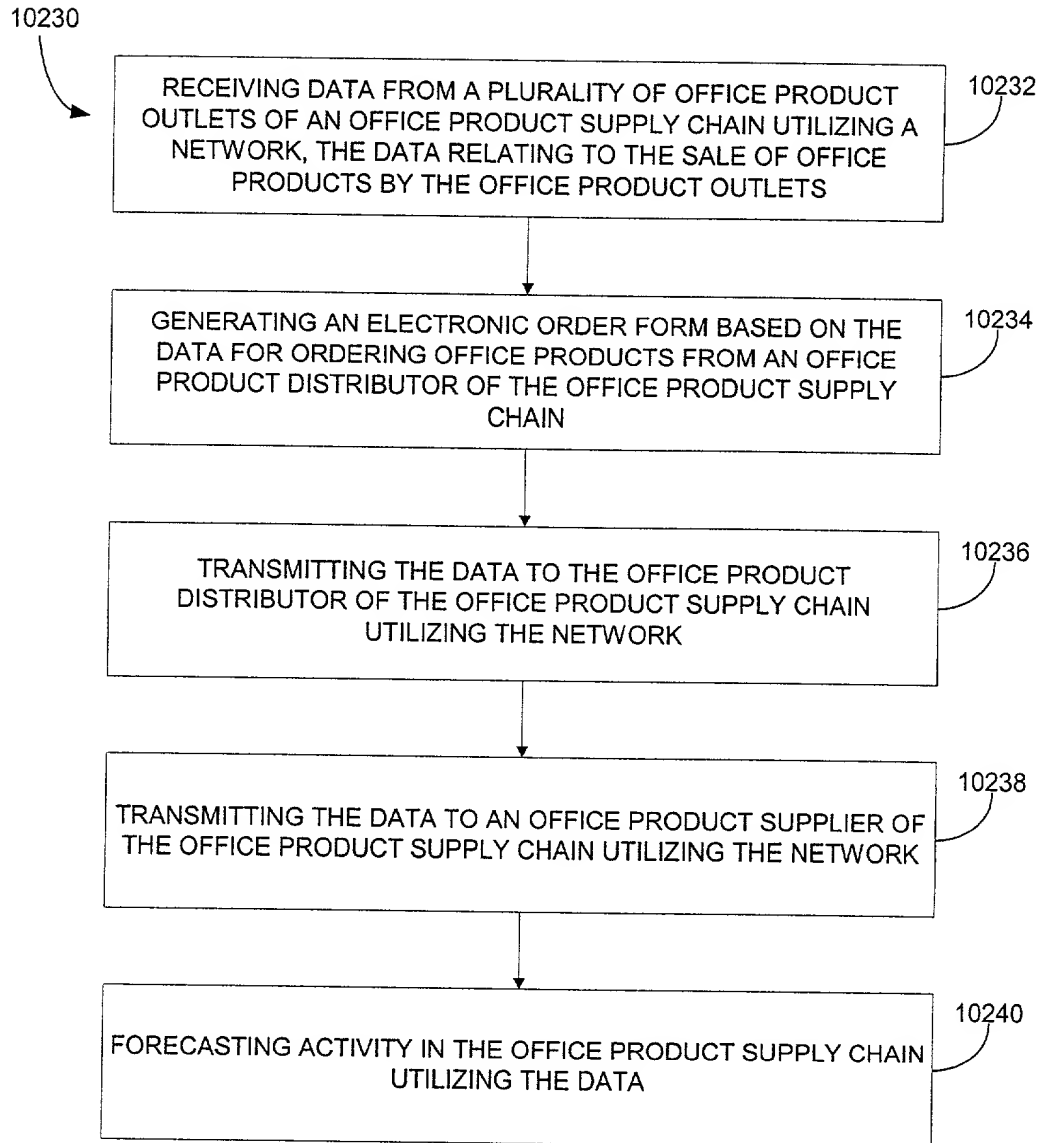 10230
RECEIVING DATA FROM A PLURALITY OF OFFICE PRODUCT
OUTLETS OF AN OFFICE PRODUCT SUPPLY CHAIN UTILIZING A
NETWORK, THE DATA RELATING TO THE SALE OF OFFICE
PRODUCTS BY THE OFFICE PRODUCT OUTLETS
10232
GENERATING AN ELECTRONIC ORDER FORM BASED ON THE
DATA FOR ORDERING OFFICE PRODUCTS FROM AN OFFICE
PRODUCT DISTRIBUTOR OF THE OFFICE PRODUCT SUPPLY
CHAIN
10234
TRANSMITTING THE DATA TO THE OFFICE PRODUCT
DISTRIBUTOR OF THE OFFICE PRODUCT SUPPLY CHAIN
UTILIZING THE NETWORK
10236
TRANSMITTING THE DATA TO AN OFFICE PRODUCT SUPPLIER OF
THE OFFICE PRODUCT SUPPLY CHAIN UTILIZING THE NETWORK
10238
FORECASTING ACTIVITY IN THE OFFICE PRODUCT SUPPLY CHAIN
UTILIZING THE DATA
10240